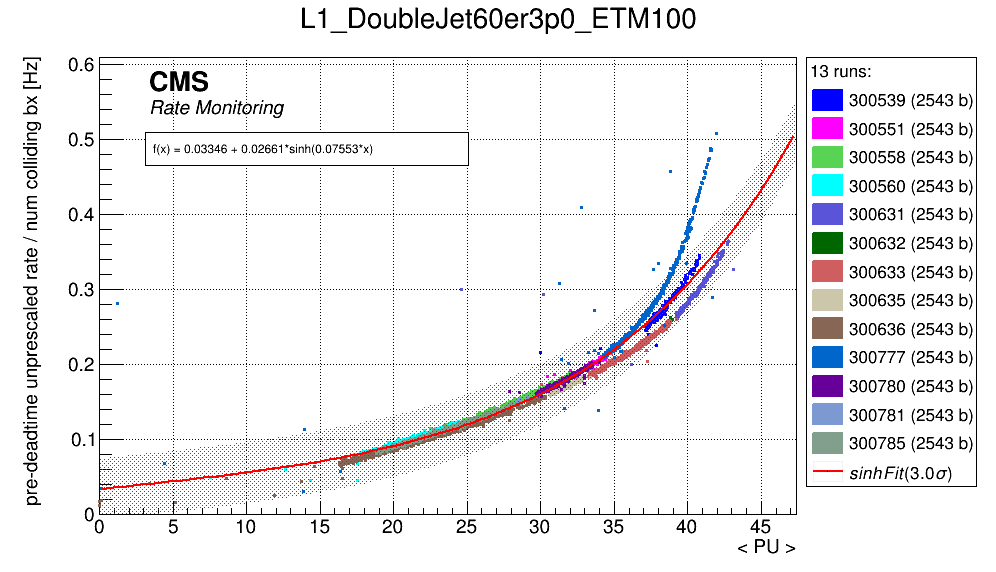 L1_DoubleJet60er3p0_ETM100
pre-deadtime unprescaled rate / num colliding bx [Hz]
0.6
0.5
0.4
0.3
0.2
0.1
0
CMS
Rate Monitoring
f(x) = 0.03346 + 0.02661*sinh(0.07553*x)
0 5 10 15 20 25 30 35 40 45
< PU >
13 runs:
300539 (2543 b)
300551 (2543 b)
300558 (2543 b)
300560 (2543 b)
300631 (2543 b)
300632 (2543 b)
300633 (2543 b)
300635 (2543 b)
300636 (2543 b)
300777 (2543 b)
300780 (2543 b)
300781 (2543 b)
300785 (2543 b)
sinhFit(3.0σ)